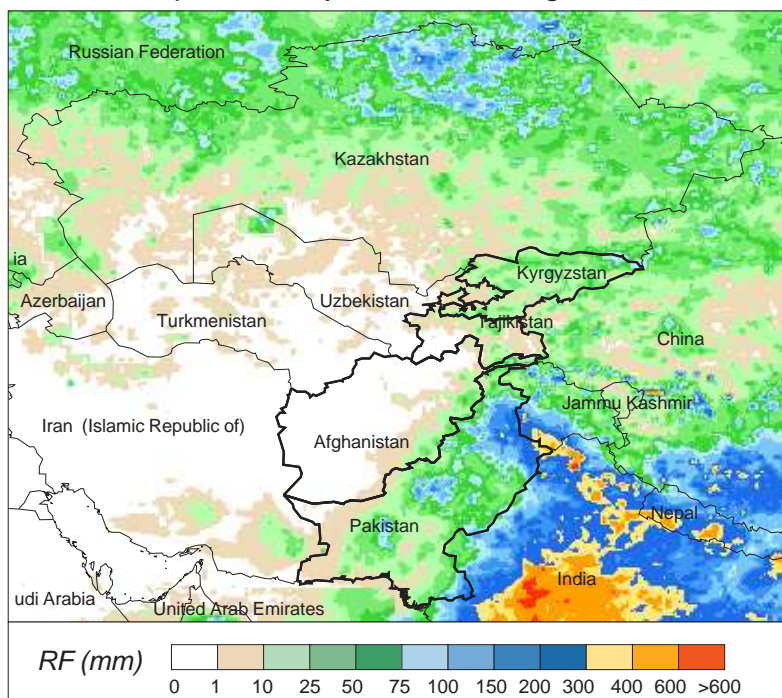 Russian Federation
Kazakhstan
Kyrgyzstan
ia
Azerbaijan
Uzbekistan
Turkmenistan
Tajikistan
China
Jammu Kashmir
Iran (Islamic Republic of)
Afghanistan
Nepal
Pakistan
India
udi Arabia
United Arab Emirates
RF (mm)
0 1 10 25 50 75 100 150 200 300 400 600 >600